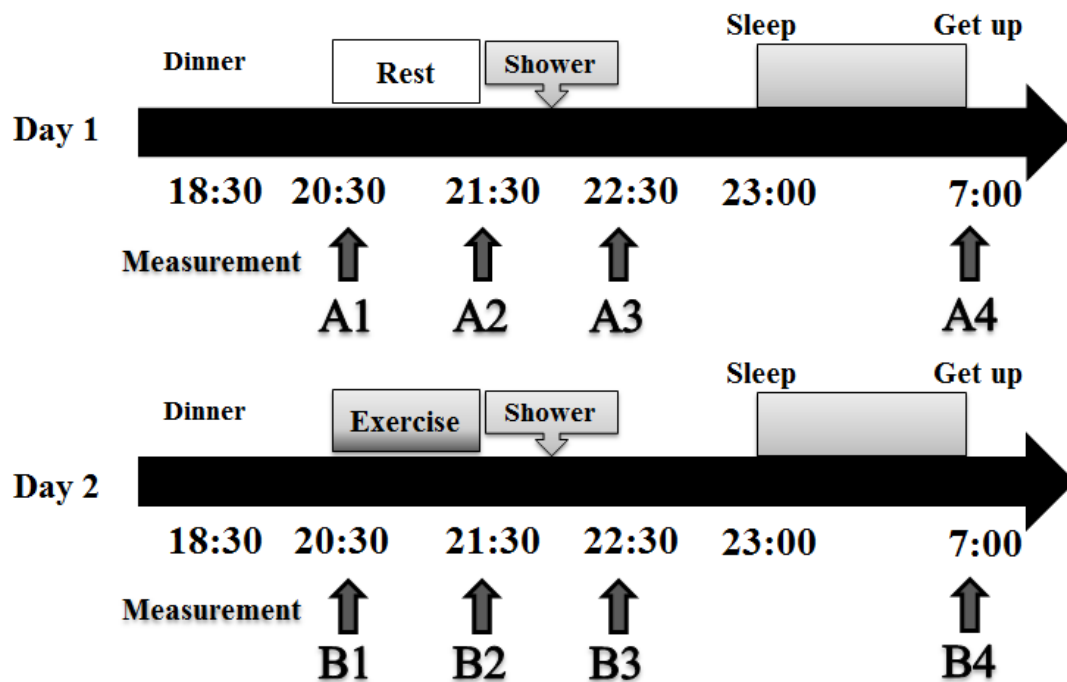 Sleep Get up
Dinner Rest Shower
Day 1
18:30 20:30 21:30 22:30 23:00 7:00
Measurement
A1 A2 A3 A4
Sleep Get up
Dinner Exercise Shower
Day 2
18:30 20:30 21:30 22:30 23:00 7:00
Measurement
B1 B2 B3 B4